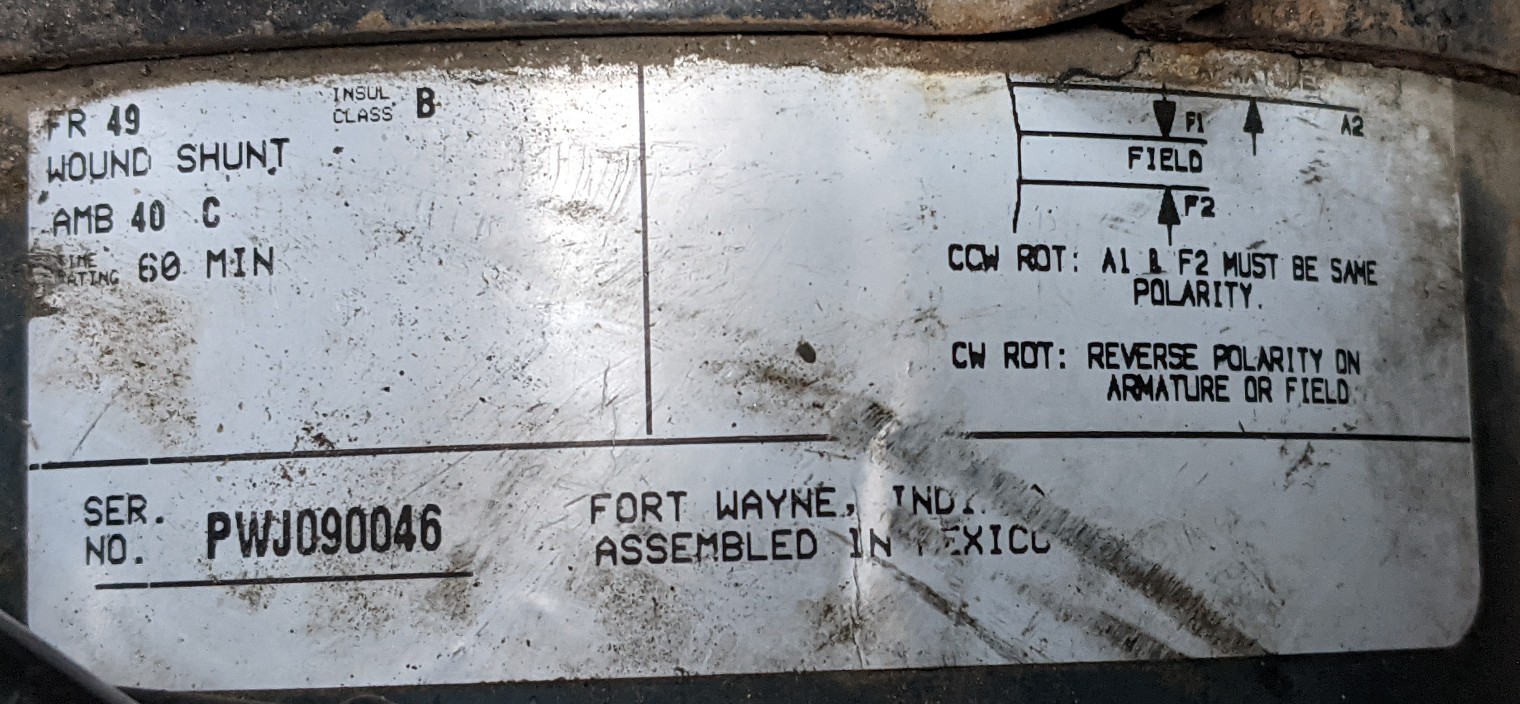 FR 49
INSUL
CLASS B
WOUND SHUNT
AMB 40 C
RATING 60 MIN
F1
A2
FIELD
F2
CCW ROT: A1 & F2 MUST BE SAME
POLARITY.
CW ROT: REVERSE POLARITY ON
ARMATURE OR FIELD
SER.
NO. PWJ090046
FORT WAYNE,
ASSEMBLED IN MEXICO